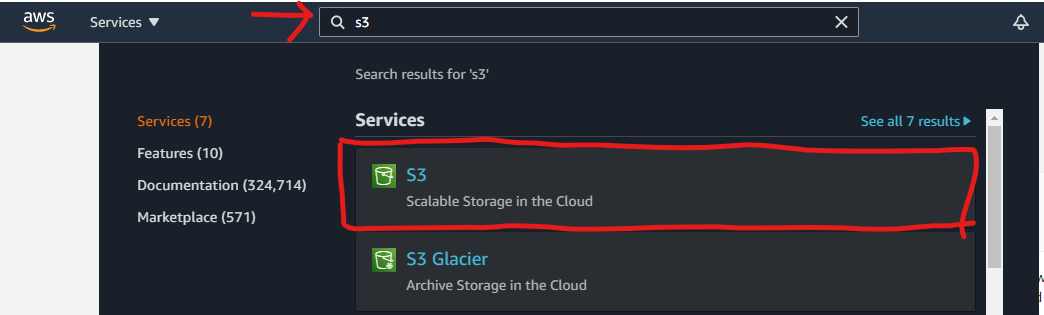 aws
Services ▼
s3
Search results for 's3'
Services (7)
Features (10)
Documentation (324,714)
Marketplace (571)
Services
See all 7 results ▶
S3
Scalable Storage in the Cloud
S3 Glacier
Archive Storage in the Cloud